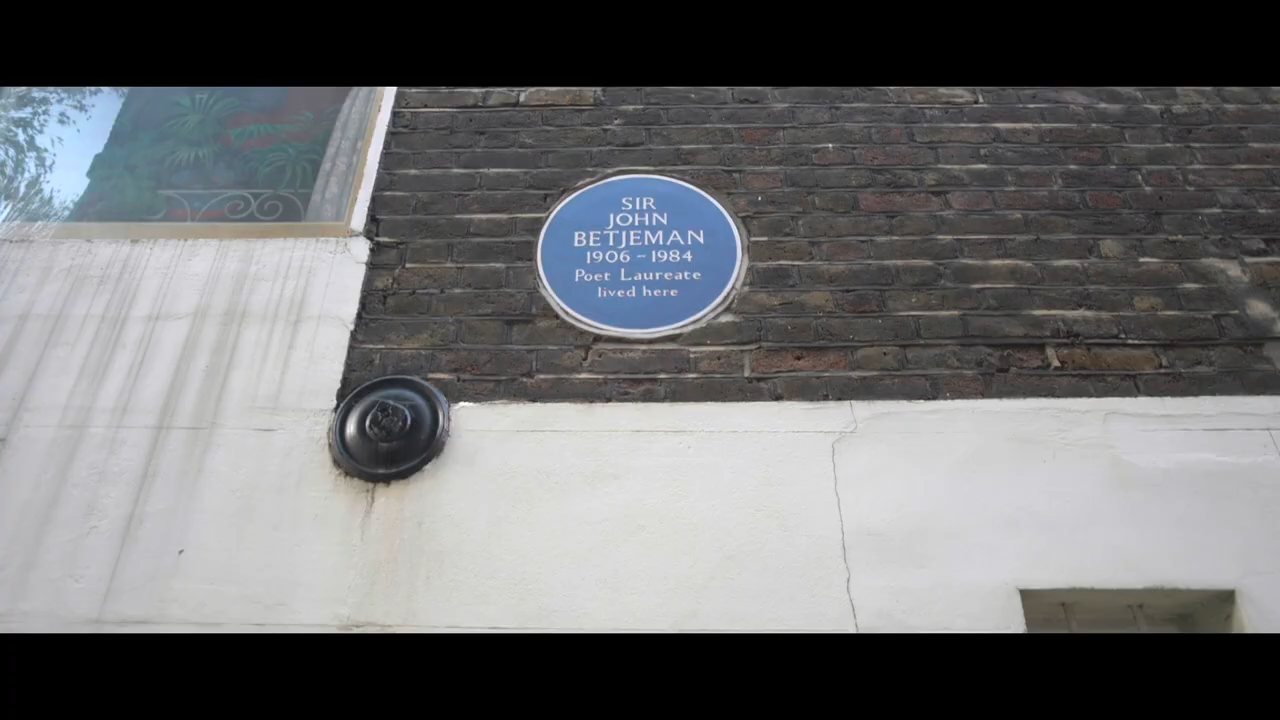 SIR
JOHN
BETJEMAN
1906 - 1984
Poet Laureate
lived here